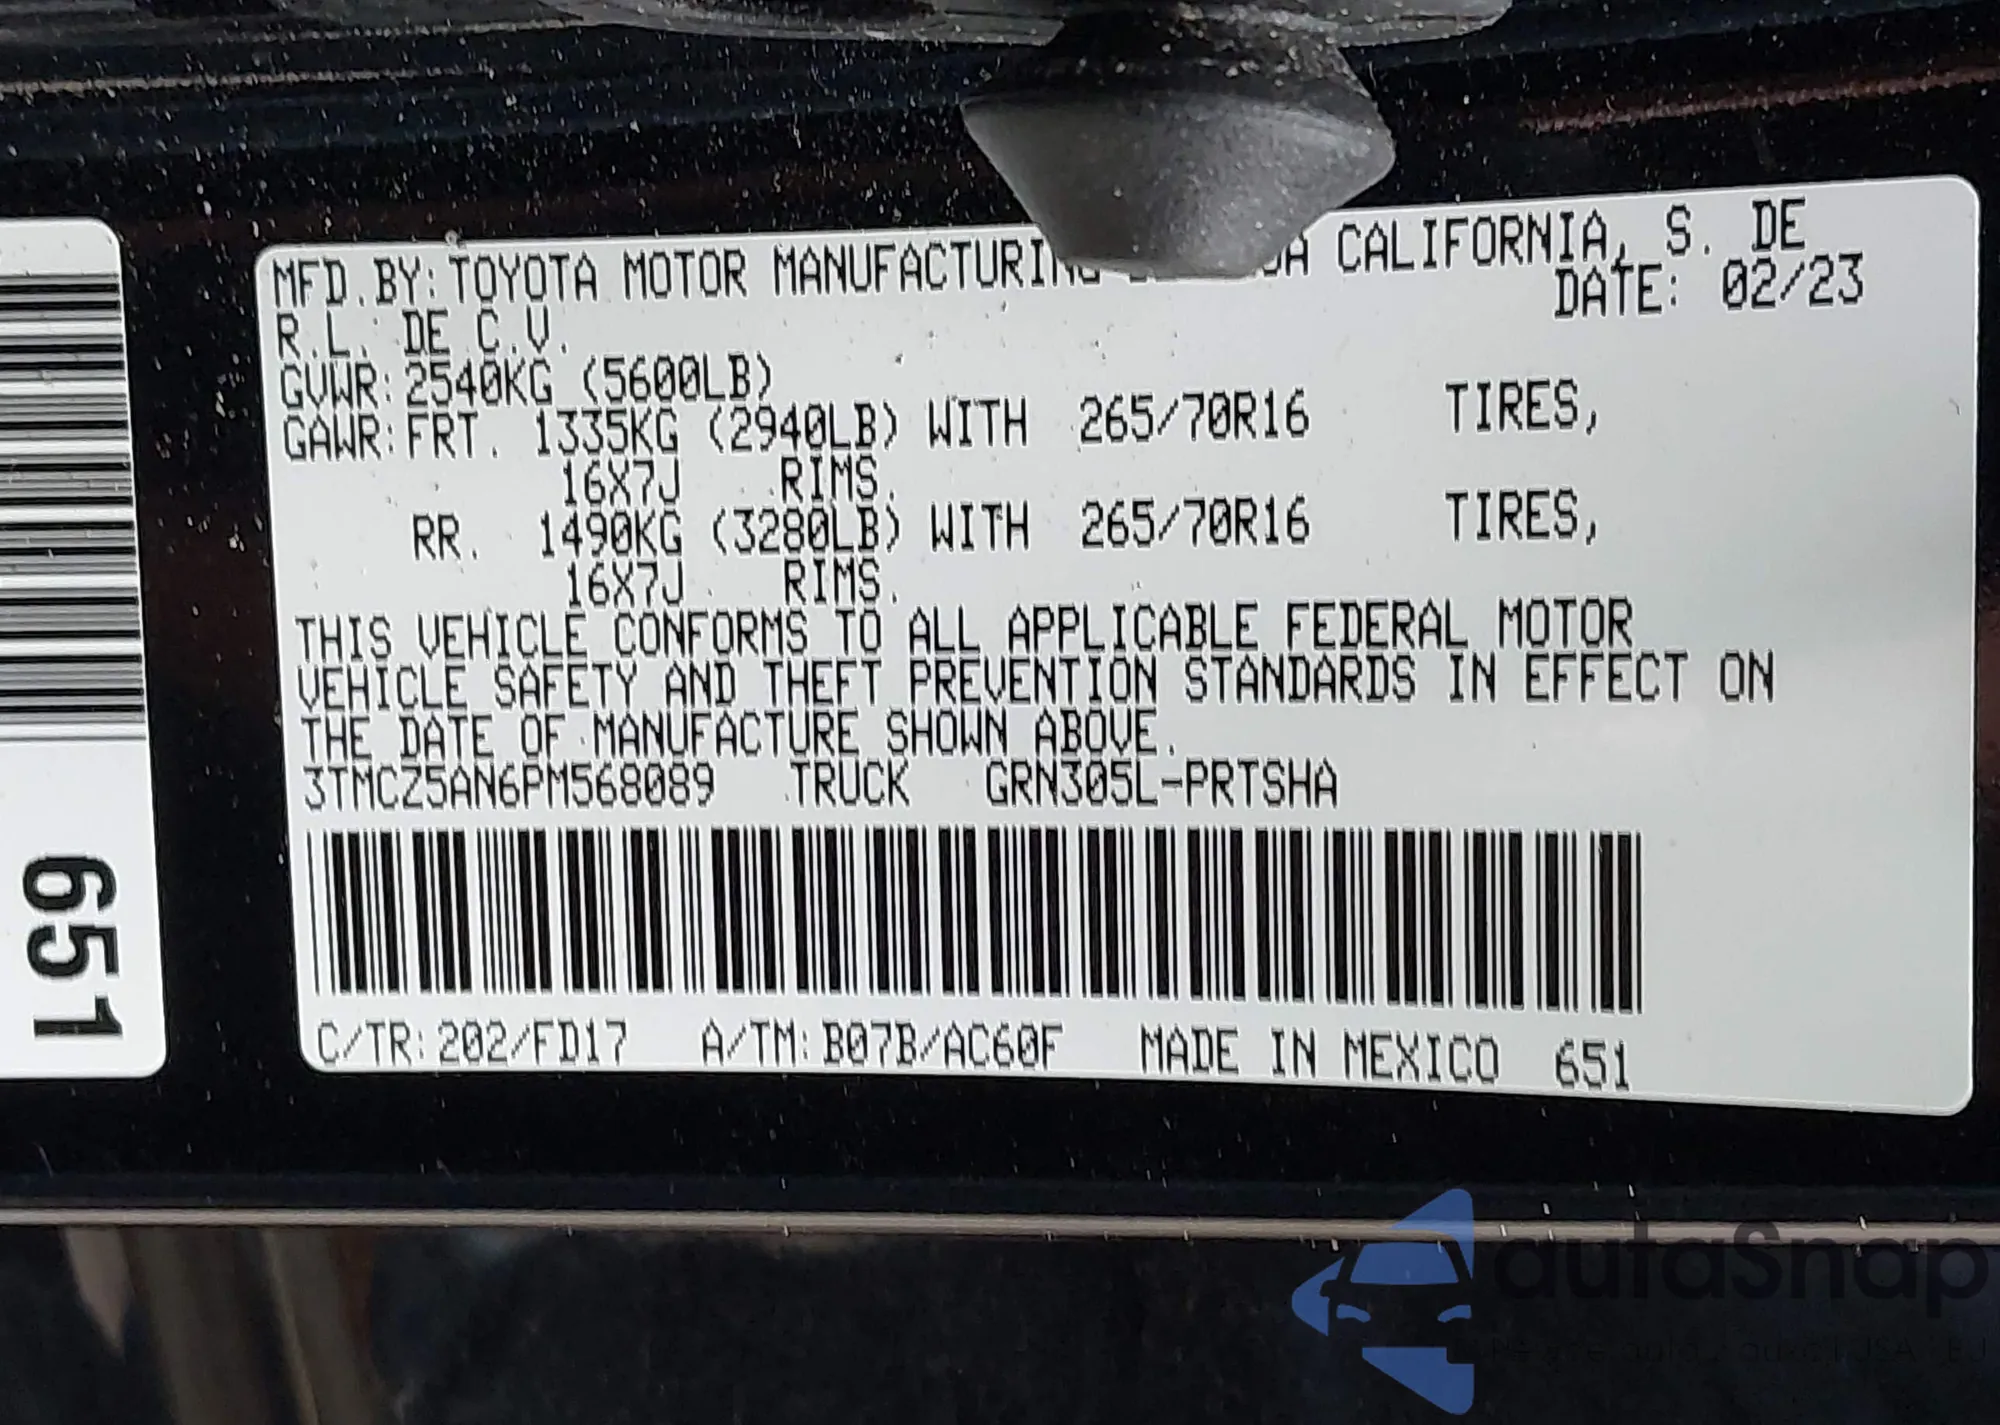 MFD. BY: TOYOTA MOTOR MANUFACTURING CALIFORNIA, S. DE
R.L. DE C.V.
DATE: 02/23
GVWR: 2540KG (5600LB)
GAWR: FRT. 1335KG (2940LB) WITH 265/70R16 TIRES,
16X7J RIMS.
RR. 1490KG (3280LB) WITH 265/70R16 TIRES,
16X7J RIMS.
THIS VEHICLE CONFORMS TO ALL APPLICABLE FEDERAL MOTOR
VEHICLE SAFETY AND THEFT PREVENTION STANDARDS IN EFFECT ON
THE DATE OF MANUFACTURE SHOWN ABOVE.
3TMCZ5AN6PM568089 TRUCK GRN305L-PRTSHA
C/TR: 202/FD17 A/TM: B07B/AC60F MADE IN MEXICO 651
651
autoSnap